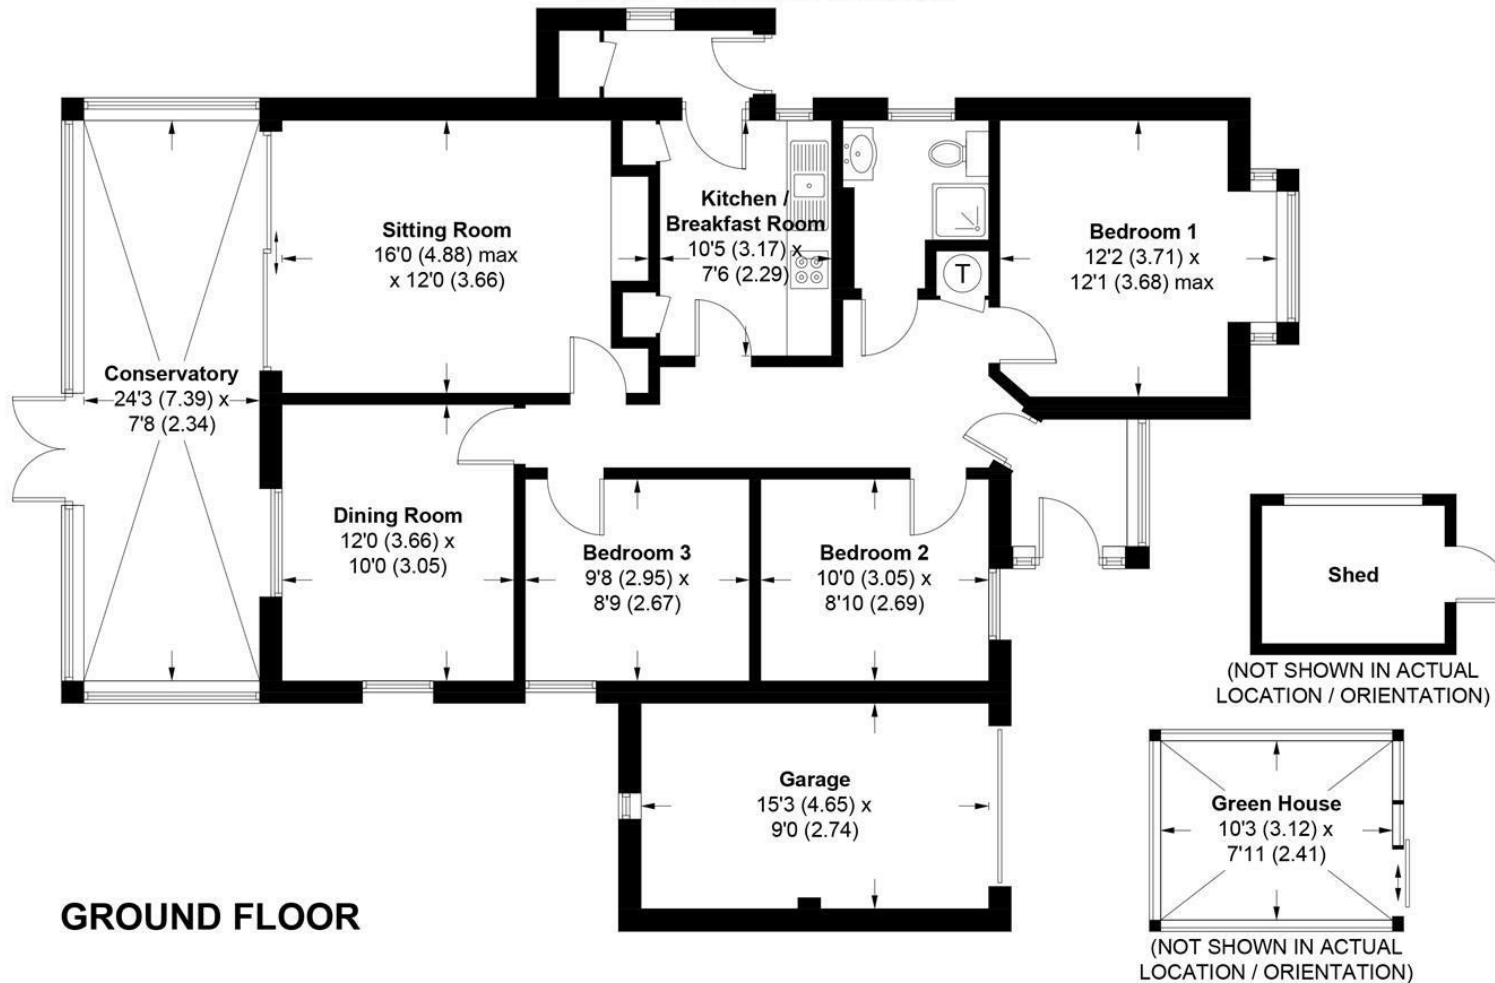 Sitting Room
16'0 (4.88) max
x 12'0 (3.66)
Kitchen /
Breakfast Room
10'5 (3.17) x
7'6 (2.29)
T
Bedroom 1
12'2 (3.71) x
12'1 (3.68) max
Conservatory
24'3 (7.39) x
7'8 (2.34)
Dining Room
12'0 (3.66) x
10'0 (3.05)
Bedroom 3
9'8 (2.95) x
8'9 (2.67)
Bedroom 2
10'0 (3.05) x
8'10 (2.69)
Shed
(NOT SHOWN IN ACTUAL
LOCATION / ORIENTATION)
Garage
15'3 (4.65) x
9'0 (2.74)
Green House
10'3 (3.12) x
7'11 (2.41)
(NOT SHOWN IN ACTUAL
LOCATION / ORIENTATION)
GROUND FLOOR